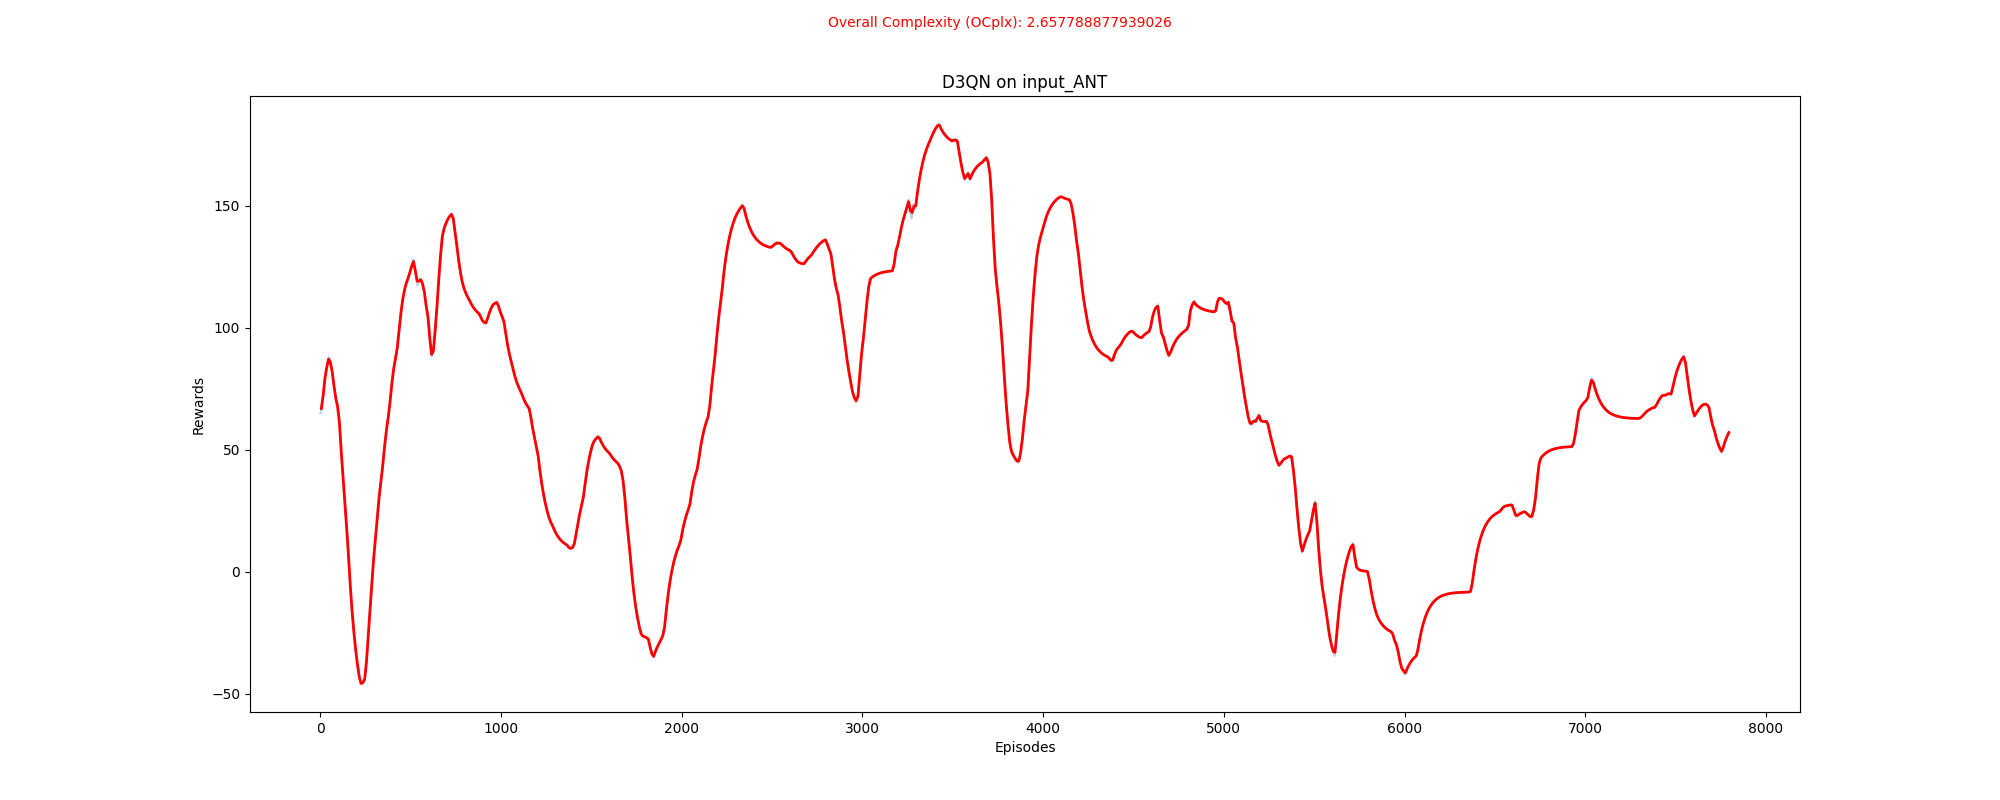 Overall Complexity (OCplx): 2.657788877939026
D3QN on input_ANT
Rewards
150
100
50
0
−50
0 1000 2000 3000 4000 5000 6000 7000 8000
Episodes